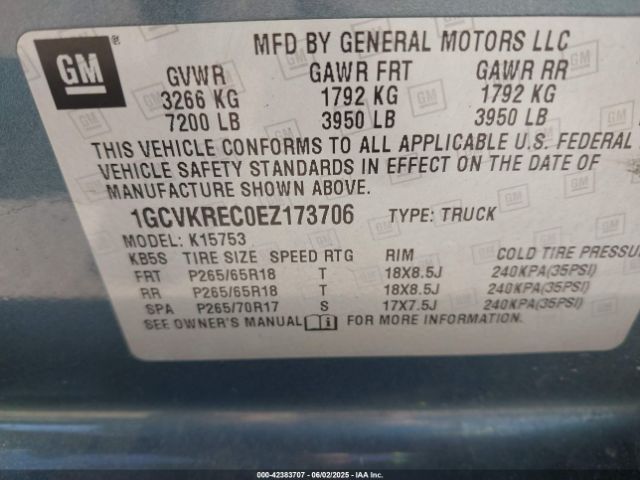 GM ®
MFD BY GENERAL MOTORS LLC
GVWR GAWR FRT GAWR RR
3266 KG 1792 KG 1792 KG
7200 LB 3950 LB 3950 LB
THIS VEHICLE CONFORMS TO ALL APPLICABLE U.S. FEDERAL
VEHICLE SAFETY STANDARDS IN EFFECT ON THE DATE OF
MANUFACTURE SHOWN ABOVE.
1GCVKREC0EZ173706 TYPE: TRUCK
MODEL: K15753
KB5S TIRE SIZE SPEED RTG RIM COLD TIRE PRESSU
FRT P265/65R18 T 18X8.5J 240KPA(35PSI)
RR P265/65R18 T 18X8.5J 240KPA(35PSI)
SPA P265/70R17 S 17X7.5J 240KPA(35PSI)
SEE OWNER'S MANUAL FOR MORE INFORMATION.
000-42383707 - 06/02/2025 - IAAI. Inc.